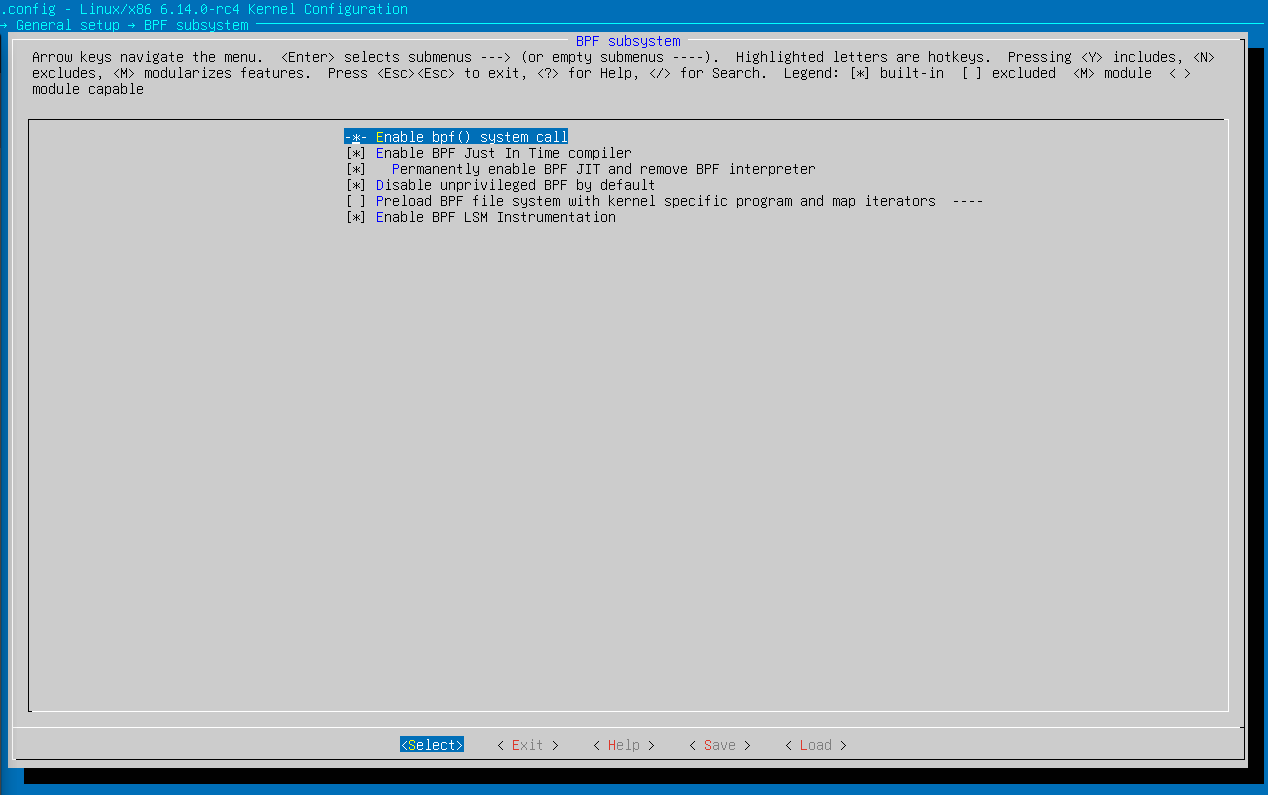 .config - Linux/x86 6.14.0-rc4 Kernel Configuration
→ General setup → BPF subsystem
BPF subsystem
Arrow keys navigate the menu.  <Enter> selects submenus ---> (or empty submenus ----).  Highlighted letters are hotkeys.  Pressing <Y> includes, <N>
excludes, <M> modularizes features.  Press <Esc><Esc> to exit, <?> for Help, </> for Search.  Legend: [*] built-in  [ ] excluded  <M> module  < >
module capable
-*- Enable bpf() system call
[*] Enable BPF Just In Time compiler
[*]   Permanently enable BPF JIT and remove BPF interpreter
[*] Disable unprivileged BPF by default
[ ] Preload BPF file system with kernel specific program and map iterators  ----
[*] Enable BPF LSM Instrumentation
<Select>    < Exit >    < Help >    < Save >    < Load >